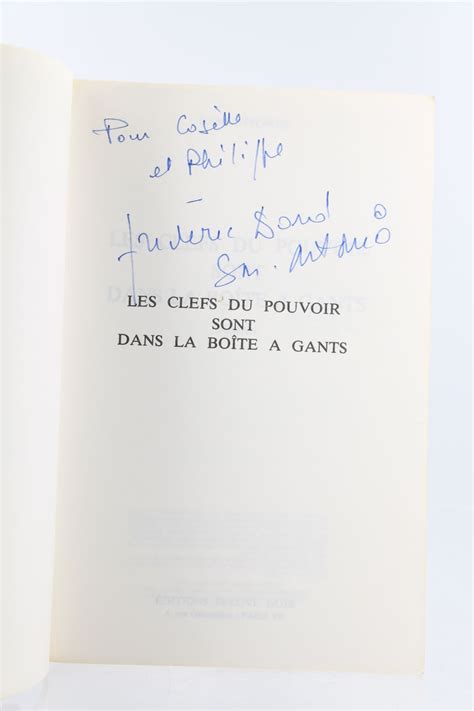 Pour Cosette
et Philippe
Frédéric Dard
San-Antonio
LES CLEFS DU POUVOIR
SONT
DANS LA BOÎTE A GANTS